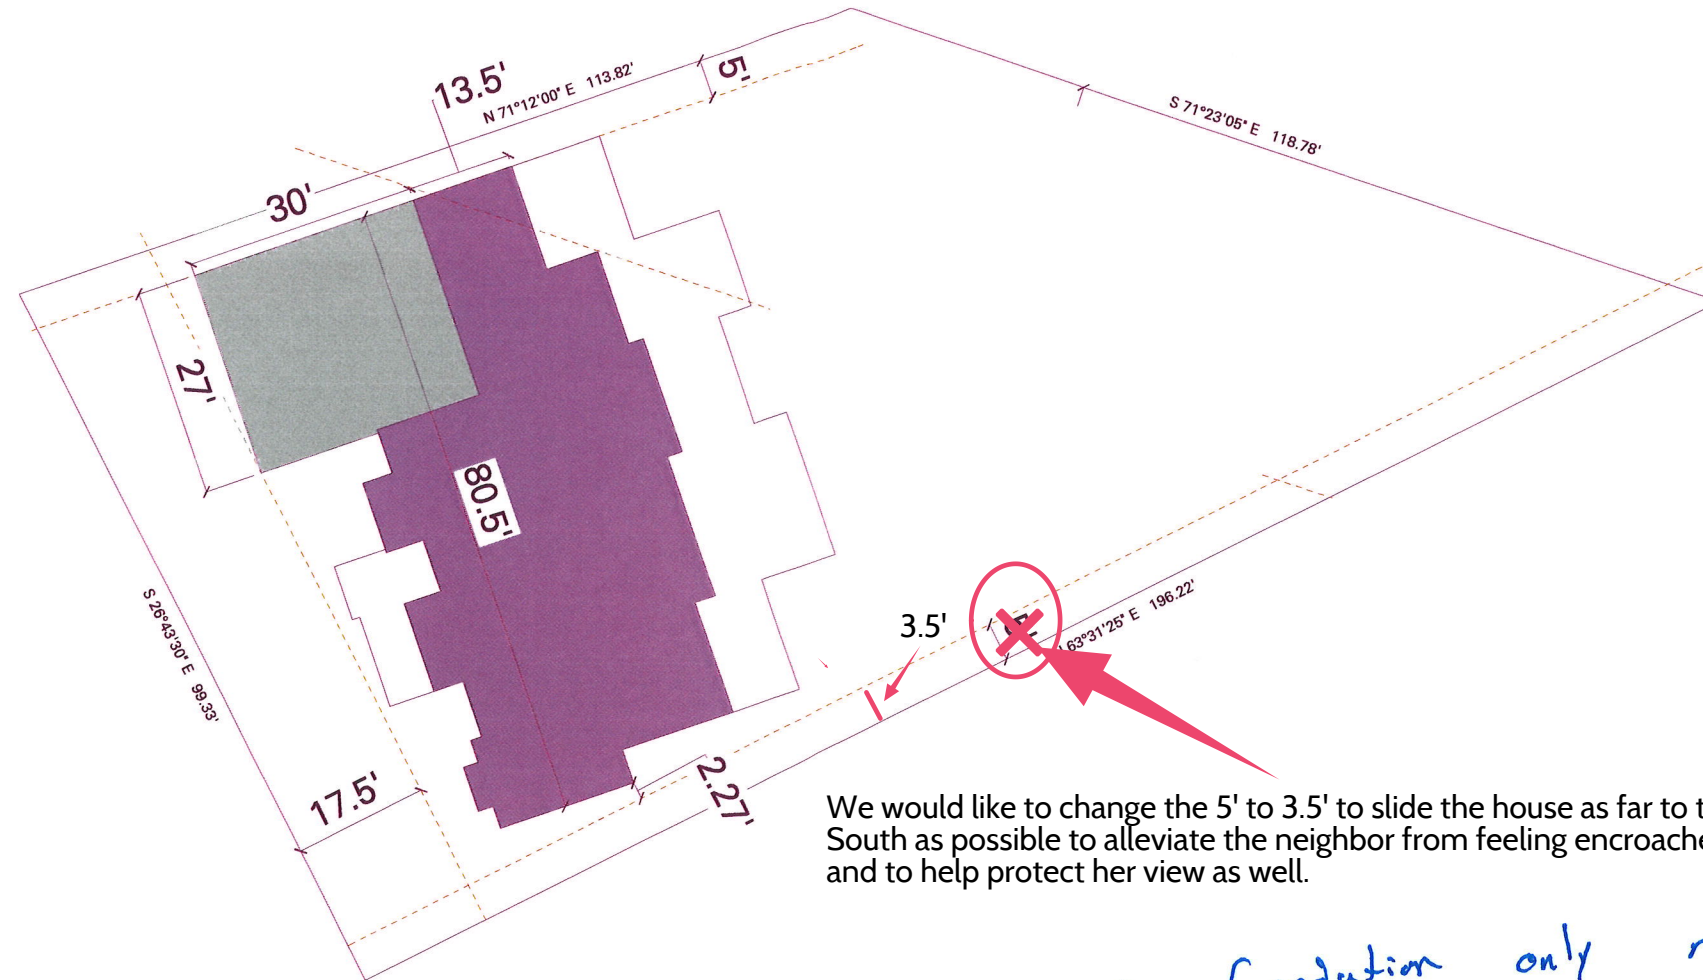 13.5'
N 71°12'00" E 113.82'
5'
S 71°23'05" E 118.78'
30'
27'
80.5'
3.5'
63°31'25" E 196.22'
S 26°43'30" E 99.33'
17.5'
2.27'
We would like to change the 5' to 3.5' to slide the house as far to
South as possible to alleviate the neighbor from feeling
and to help protect her view as well.
foundation only